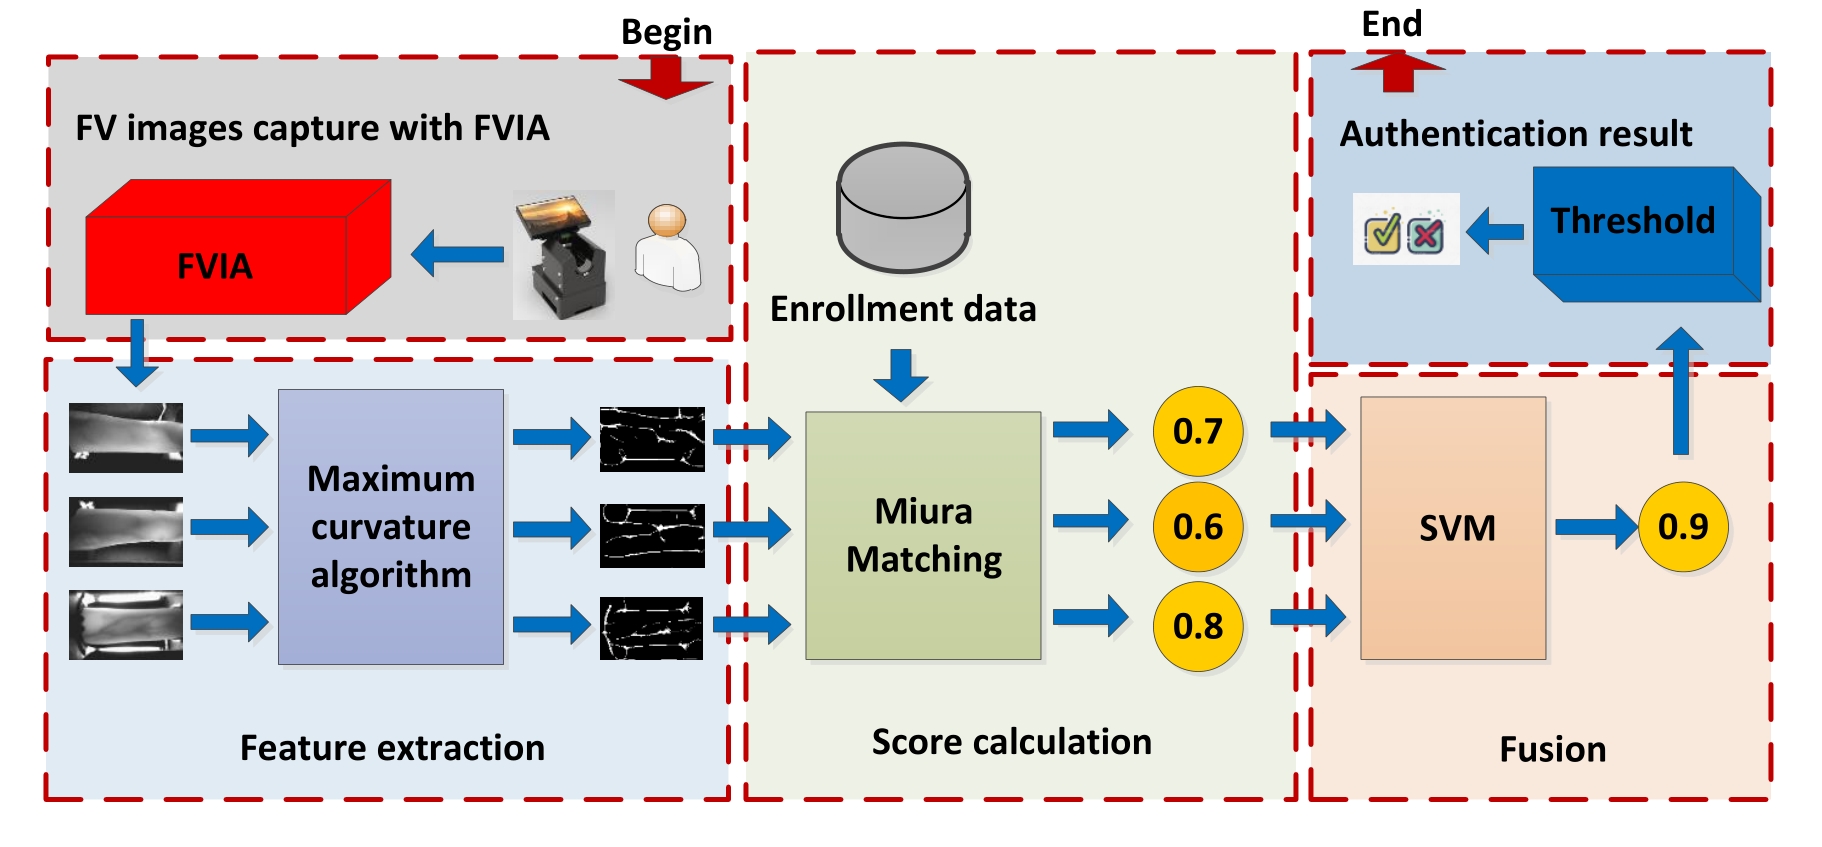 Begin
FV images capture with FVIA
FVIA
Maximum
curvature
algorithm
Feature extraction
Enrollment data
Miura
Matching
0.7
0.6
0.8
Score calculation
SVM
0.9
Fusion
Threshold
Authentication result
End